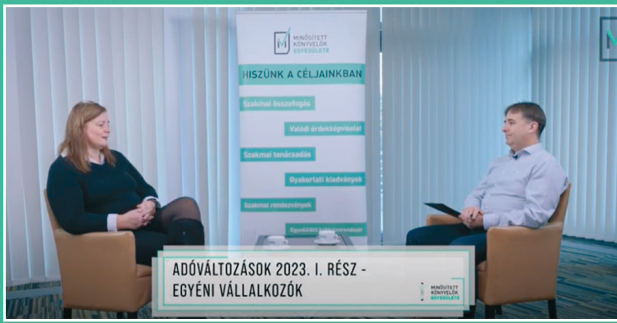 MINŐSÍTETT
KÖNYVELŐK
EGYESÜLETE
HISZÜNK A CÉLJAINKBAN
Szakmai összefogás
Valódi érdekképviselet
Szakmai tanácsadás
Gyakorlati kiadványok
Szakmai rendezvények
ADÓVÁLTOZÁSOK 2023. I. RÉSZ -
EGYÉNI VÁLLALKOZÓK
MINŐSÍTETT
KÖNYVELŐK
EGYESÜLETE